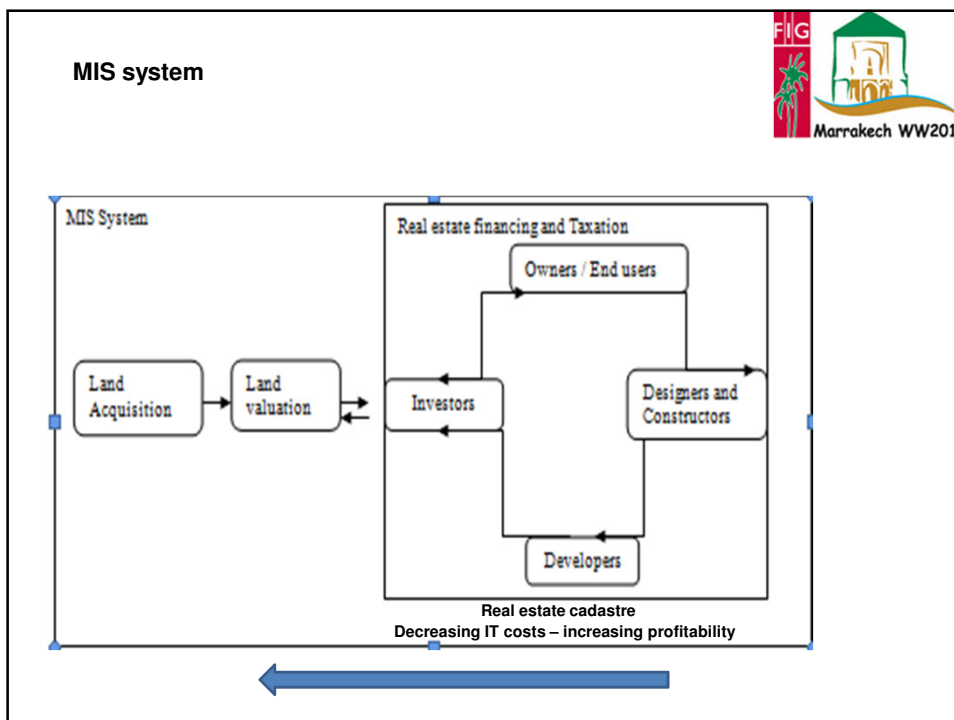 MIS system
FIG
Marrakech WW201
MIS System
Real estate financing and Taxation
Owners / End users
Land
Acquisition
Land
valuation
Investors
Designers and
Constructors
Developers
Real estate cadastre
Decreasing IT costs – increasing profitability